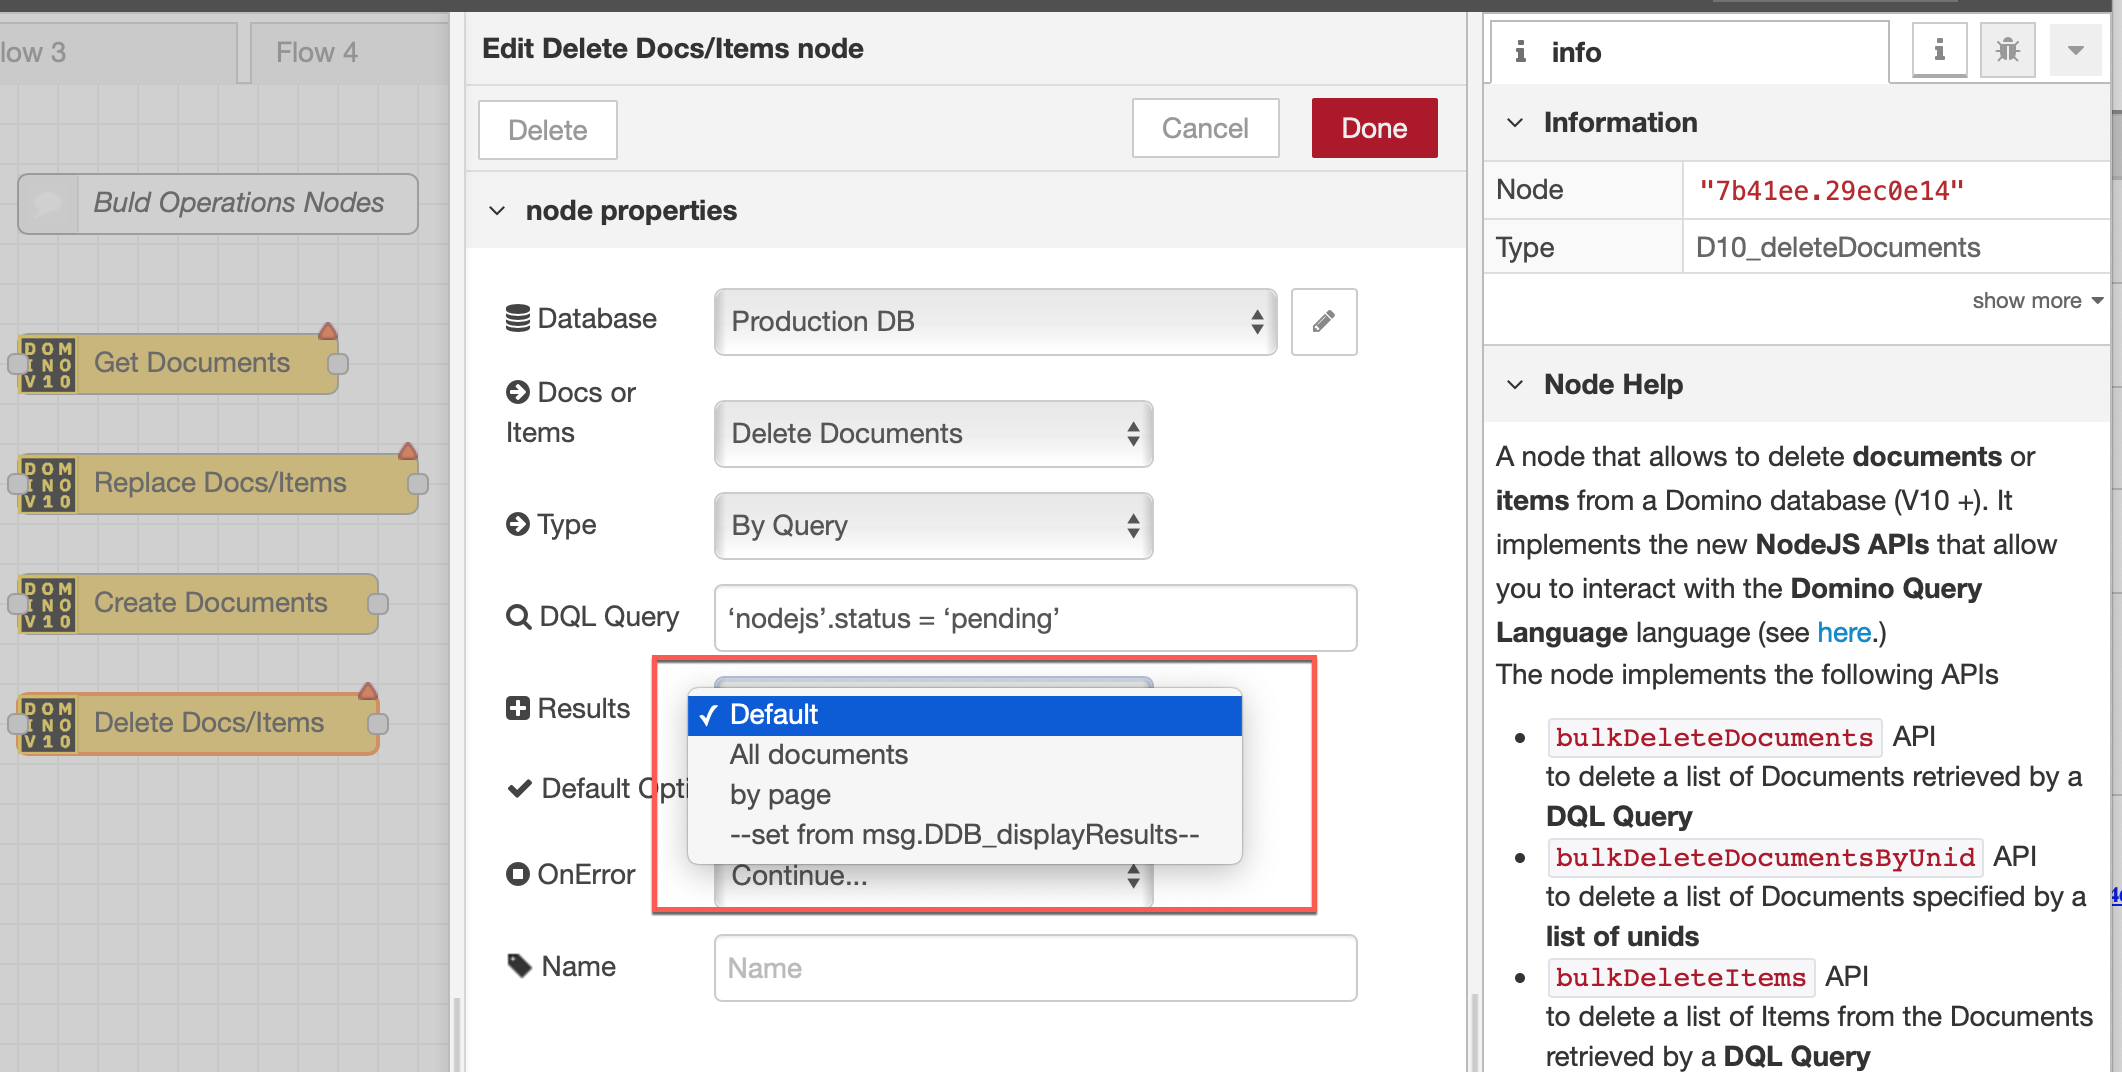 low 3
Flow 4
Buld Operations Nodes
DOM
INO
V10
Get Documents
DOM
INO
V10
Replace Docs/Items
DOM
INO
V10
Create Documents
DOM
INO
V10
Delete Docs/Items
Edit Delete Docs/Items node
Delete
Cancel
Done
node properties
Database
Production DB
Docs or
Items
Delete Documents
Type
By Query
DQL Query
‘nodejs’.status = ‘pending’
Results
✓ Default
All documents
by page
--set from msg.DDB_displayResults--
Default Opti
OnError
Continue...
Name
Name
info
Information
Node
"7b41ee.29ec0e14"
Type
D10_deleteDocuments
show more
Node Help
A node that allows to delete documents or
items from a Domino database (V10 +). It
implements the new NodeJS APIs that allow
you to interact with the Domino Query
Language language (see here.)
The node implements the following APIs
• bulkDeleteDocuments API
to delete a list of Documents retrieved by a
DQL Query
• bulkDeleteDocumentsByUnid API
to delete a list of Documents specified by a
list of unids
• bulkDeleteItems API
to delete a list of Items from the Documents
retrieved by a DQL Query